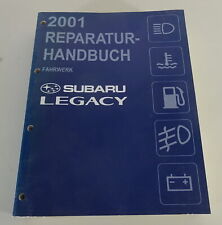 2001
REPARATUR-
HANDBUCH
FAHRWERK
SUBARU
LEGACY